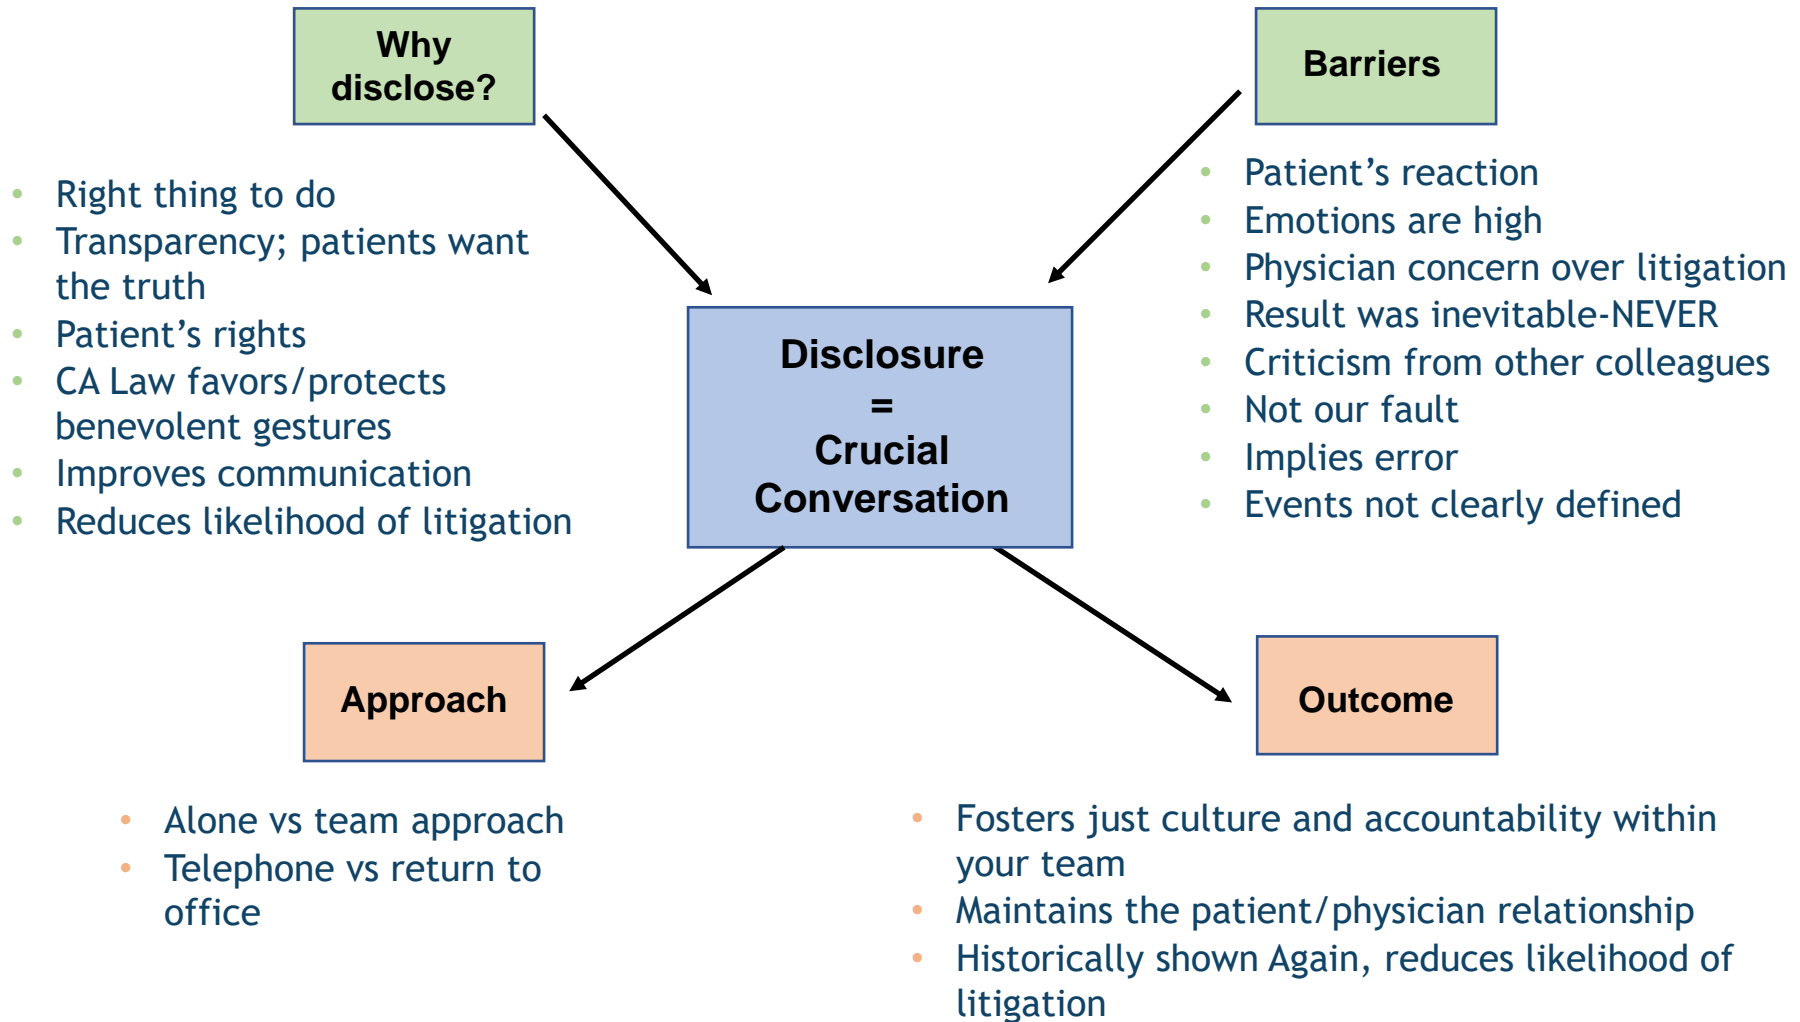 Why
disclose?
• Right thing to do
• Transparency; patients want
the truth
• Patient's rights
• CA Law favors/protects
benevolent gestures
• Improves communication
• Reduces likelihood of litigation
Barriers
• Patient's reaction
• Emotions are high
• Physician concern over litigation
• Result was inevitable-NEVER
• Criticism from other colleagues
• Not our fault
• Implies error
• Events not clearly defined
Disclosure
=
Crucial
Conversation
Approach
• Alone vs team approach
• Telephone vs return to
office
Outcome
• Fosters just culture and accountability within
your team
• Maintains the patient/physician relationship
• Historically shown Again, reduces likelihood of
litigation